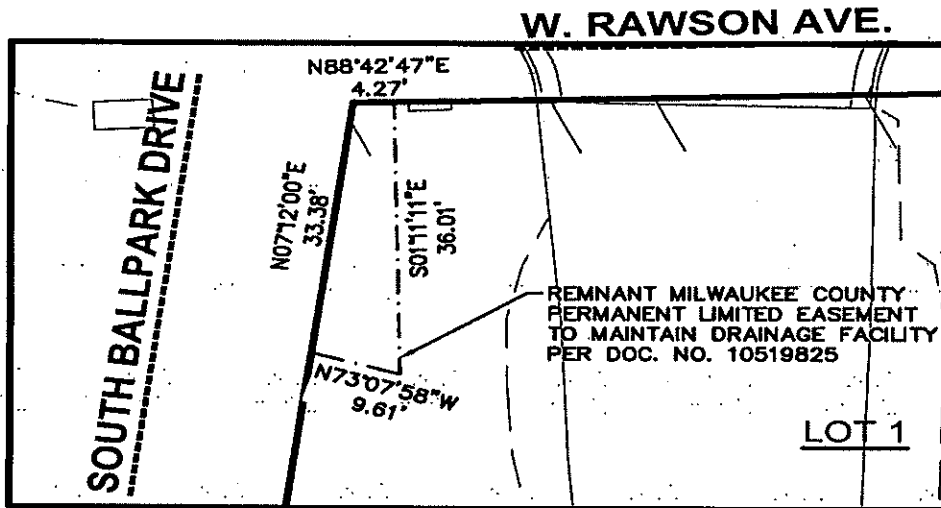 W. RAWSON AVE.
N88°42'47"E
4.27'
SOUTH BALLPARK DRIVE
N07°12'00"E
33.38'
S01°11'11"E
36.01'
REMNANT MILWAUKEE COUNTY
PERMANENT LIMITED EASEMENT
TO MAINTAIN DRAINAGE FACILITY
PER DOC. NO. 10519825
N73°07'58"W
9.61'
LOT 1